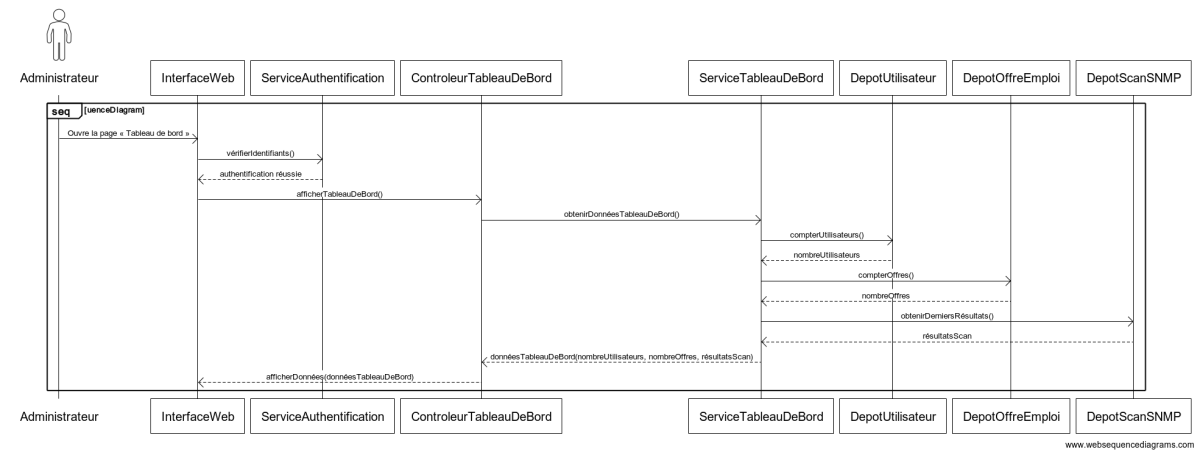 Administrateur
InterfaceWeb
ServiceAuthentification
ControleurTableauDeBord
ServiceTableauDeBord
DepotUtilisateur
DepotOffreEmploi
DepotScanSNMP
seq
[uenceDiagram]
Ouvre la page « Tableau de bord »
vérifierIdentifiants()
authentification réussie
afficherTableauDeBord()
obtenirDonnéesTableauDeBord()
compterUtilisateurs()
nombreUtilisateurs
compterOffres()
nombreOffres
obtenirDerniersRésultats()
résultatsScan
donnéesTableauDeBord(nombreUtilisateurs, nombreOffres, résultatsScan)
afficherDonnées(donnéesTableauDeBord)
Administrateur
InterfaceWeb
ServiceAuthentification
ControleurTableauDeBord
ServiceTableauDeBord
DepotUtilisateur
DepotOffreEmploi
DepotScanSNMP
www.websequencediagrams.com